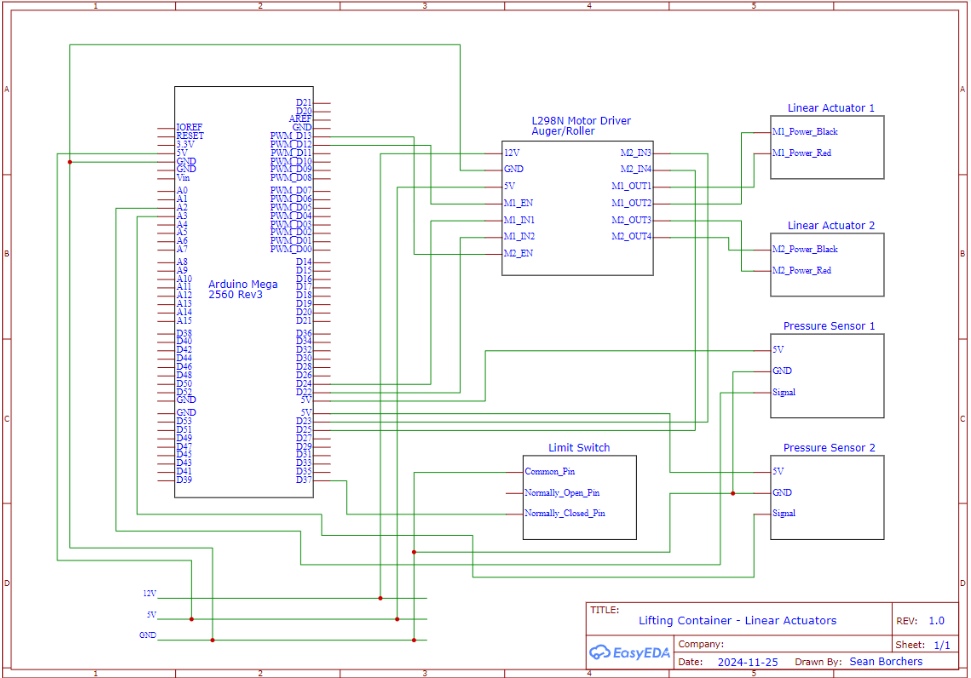 1 2 3 4 5
A
B
C
D
A
B
C
D
IOREF
RESET
3.3V
5V
GND
GND
Vin
A0
A1
A2
A3
A4
A5
A6
A7
A8
A9
A10
A11
A12
A13
A14
A15
D38
D40
D42
D44
D46
D48
D50
D52
GND
GND
D53
D51
D49
D47
D45
D43
D41
D39
Arduino Mega
2560 Rev3
D21
D20
AREF
GND
PWM_D13
PWM_D12
PWM_D11
PWM_D10
PWM_D09
PWM_D08
PWM_D07
PWM_D06
PWM_D05
PWM_D04
PWM_D03
PWM_D02
PWM_D01
PWM_D00
D14
D15
D16
D17
D18
D19
D20
D21
D36
D34
D32
D30
D28
D26
D24
D22
5V
5V
D23
D25
D27
D29
D31
D33
D35
D37
L298N Motor Driver
Auger/Roller
12V
GND
5V
M1_EN
M1_IN1
M1_IN2
M2_EN
M2_IN3
M2_IN4
M1_OUT1
M1_OUT2
M2_OUT3
M2_OUT4
Linear Actuator 1
M1_Power_Black
M1_Power_Red
Linear Actuator 2
M2_Power_Black
M2_Power_Red
Pressure Sensor 1
5V
GND
Signal
Limit Switch
Common_Pin
Normally_Open_Pin
Normally_Closed_Pin
Pressure Sensor 2
5V
GND
Signal
12V
5V
GND
TITLE:
Lifting Container - Linear Actuators
REV: 1.0
EasyEDA
Company:
Sheet: 1/1
Date: 2024-11-25 Drawn By: Sean Borchers
1 2 3 4 5